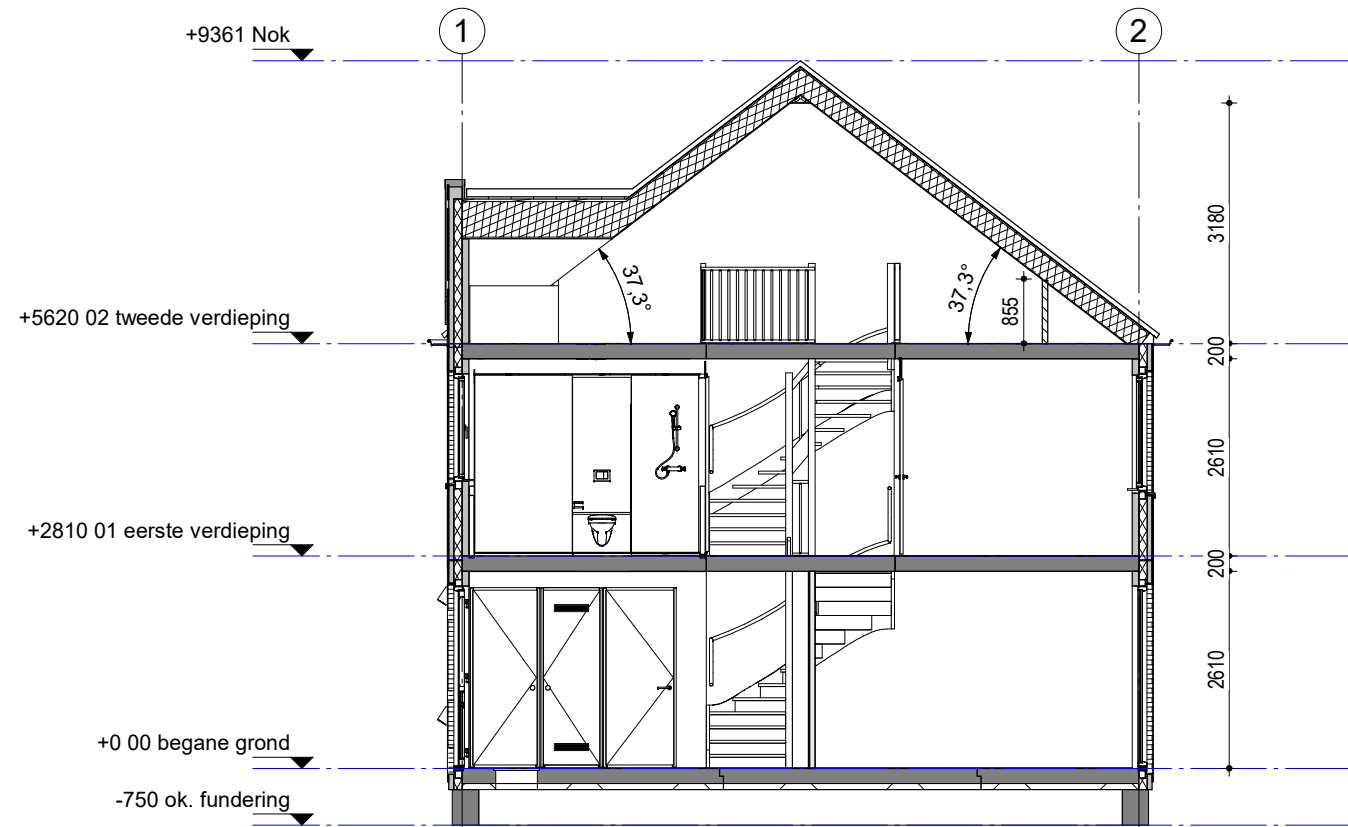 1
2
+9361 Nok
3180
37,3°
37,3°
855
+5620 02 tweede verdieping
200
2610
+2810 01 eerste verdieping
200
2610
+0 00 begane grond
-750 ok. fundering